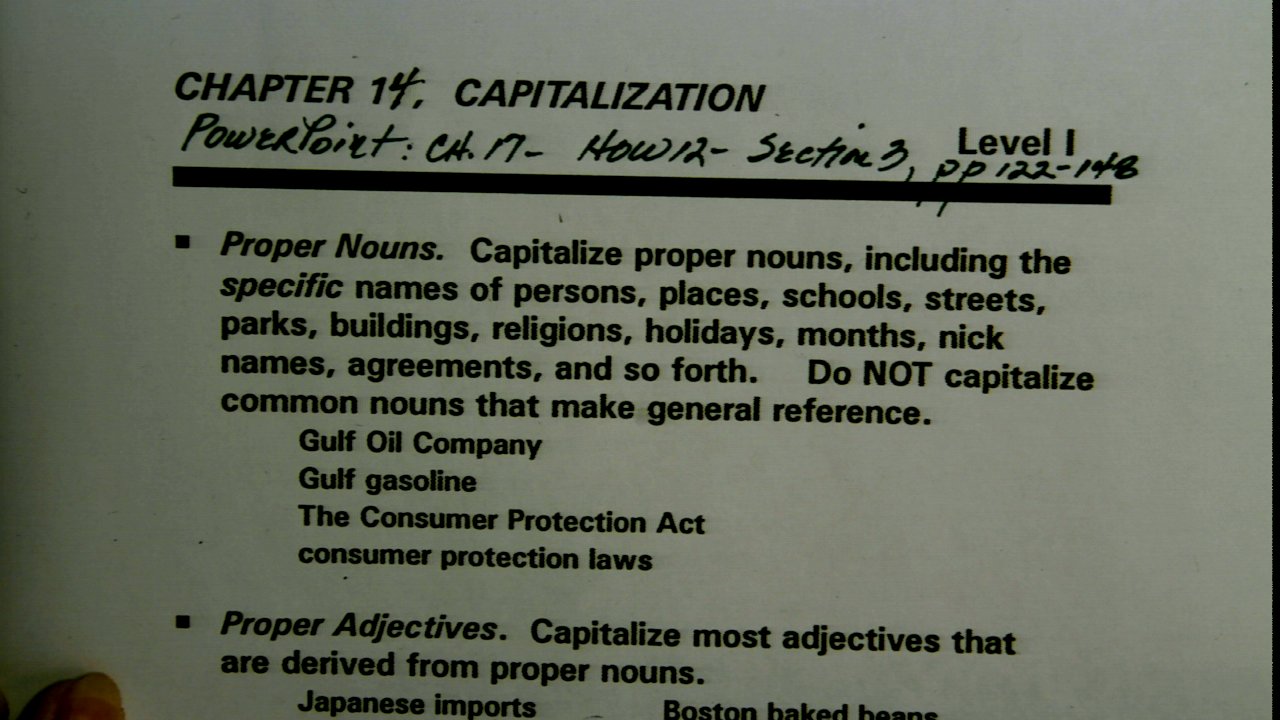 CHAPTER 14, CAPITALIZATION
PowerPoint: CH. 17- HOW12- Section 3, pp 122-148
Level I
▪ Proper Nouns. Capitalize proper nouns, including the
specific names of persons, places, schools, streets,
parks, buildings, religions, holidays, months, nick
names, agreements, and so forth. Do NOT capitalize
common nouns that make general reference.
Gulf Oil Company
Gulf gasoline
The Consumer Protection Act
consumer protection laws
▪ Proper Adjectives. Capitalize most adjectives that
are derived from proper nouns.
Japanese imports Boston baked beans